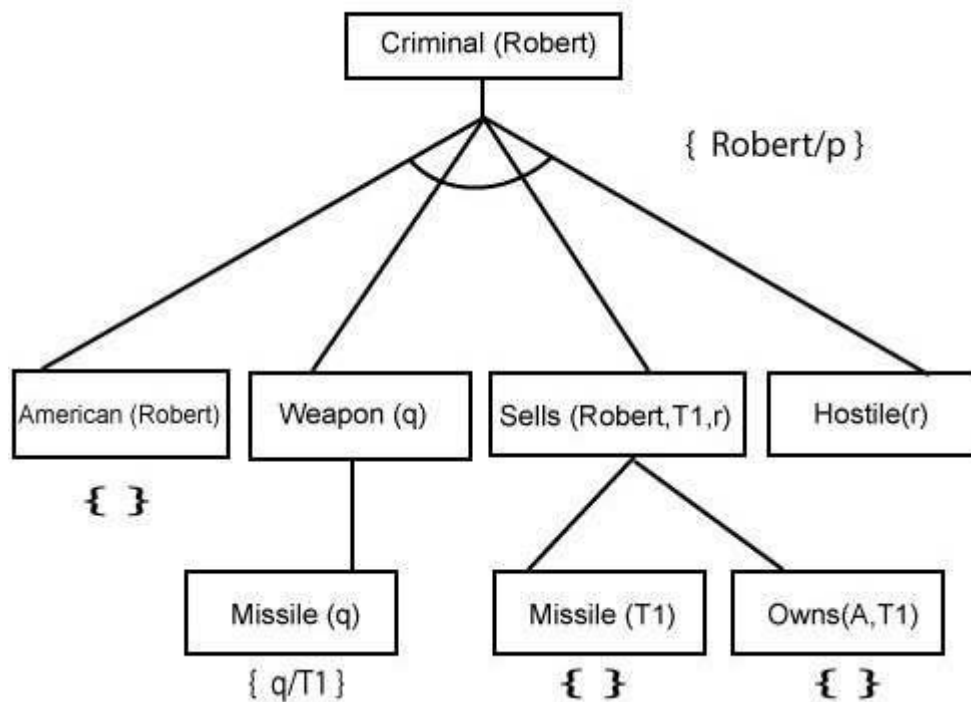 Criminal (Robert)
{ Robert/p }
American (Robert)
Weapon (q)
Sells (Robert,T1,r)
Hostile(r)
{ }
Missile (q)
Missile (T1)
Owns(A,T1)
{ q/T1 }
{ }
{ }